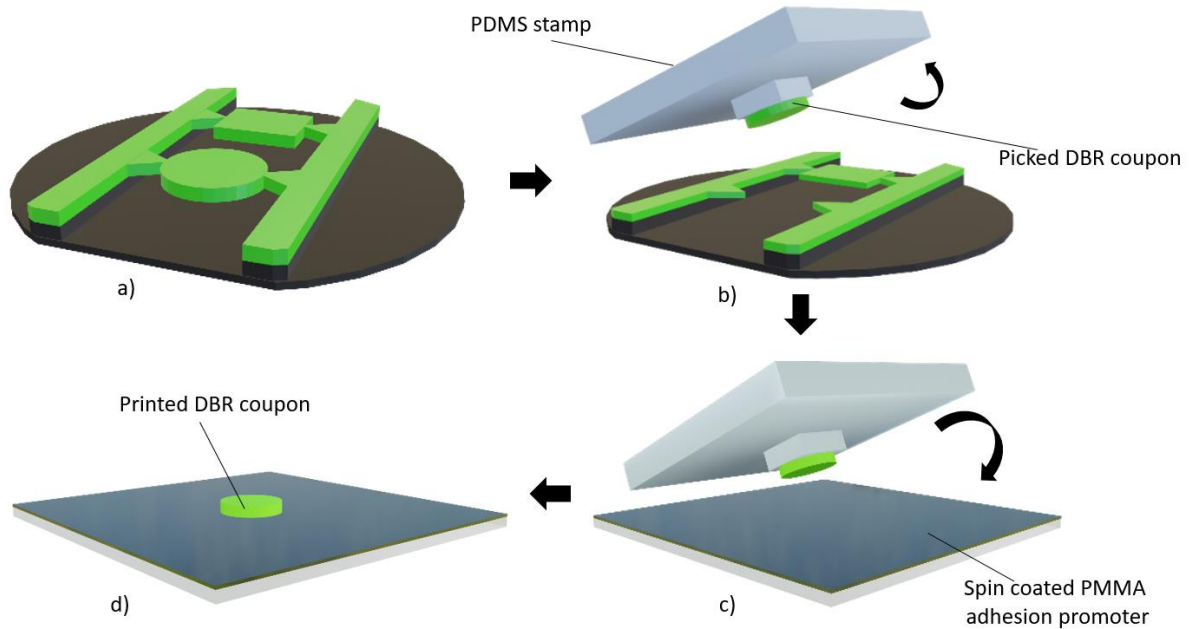 PDMS stamp
Picked DBR coupon
a)
b)
Printed DBR coupon
Spin coated PMMA
adhesion promoter
d)
c)